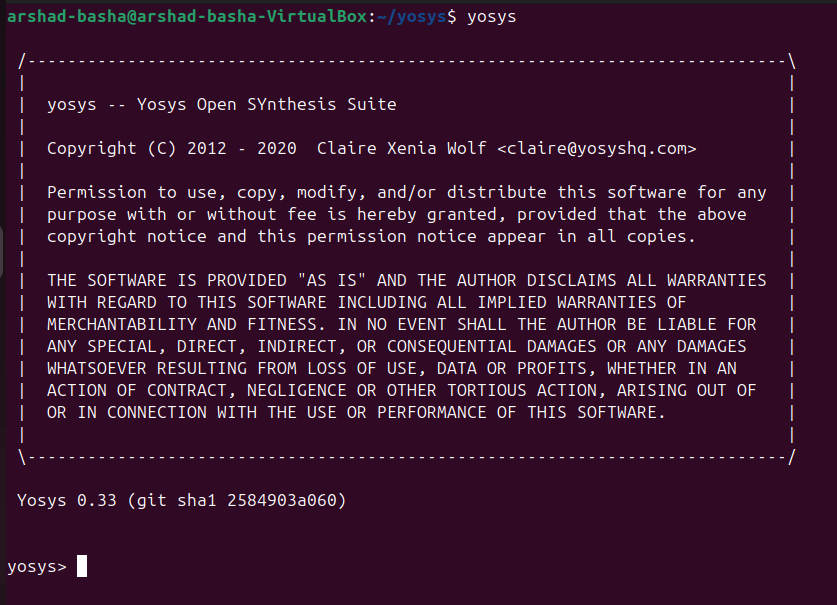 arshad-basha@arshad-basha-VirtualBox:~/yosys$ yosys
/----------------------------------------------------------------------------\
|                                                                            |
|  yosys -- Yosys Open SYnthesis Suite                                       |
|                                                                            |
|  Copyright (C) 2012 - 2020  Claire Xenia Wolf <claire@yosyshq.com>         |
|                                                                            |
|  Permission to use, copy, modify, and/or distribute this software for any  |
|  purpose with or without fee is hereby granted, provided that the above    |
|  copyright notice and this permission notice appear in all copies.         |
|                                                                            |
|  THE SOFTWARE IS PROVIDED "AS IS" AND THE AUTHOR DISCLAIMS ALL WARRANTIES  |
|  WITH REGARD TO THIS SOFTWARE INCLUDING ALL IMPLIED WARRANTIES OF          |
|  MERCHANTABILITY AND FITNESS. IN NO EVENT SHALL THE AUTHOR BE LIABLE FOR   |
|  ANY SPECIAL, DIRECT, INDIRECT, OR CONSEQUENTIAL DAMAGES OR ANY DAMAGES    |
|  WHATSOEVER RESULTING FROM LOSS OF USE, DATA OR PROFITS, WHETHER IN AN     |
|  ACTION OF CONTRACT, NEGLIGENCE OR OTHER TORTIOUS ACTION, ARISING OUT OF   |
|  OR IN CONNECTION WITH THE USE OR PERFORMANCE OF THIS SOFTWARE.            |
|                                                                            |
\----------------------------------------------------------------------------/
Yosys 0.33 (git sha1 2584903a060)
yosys>